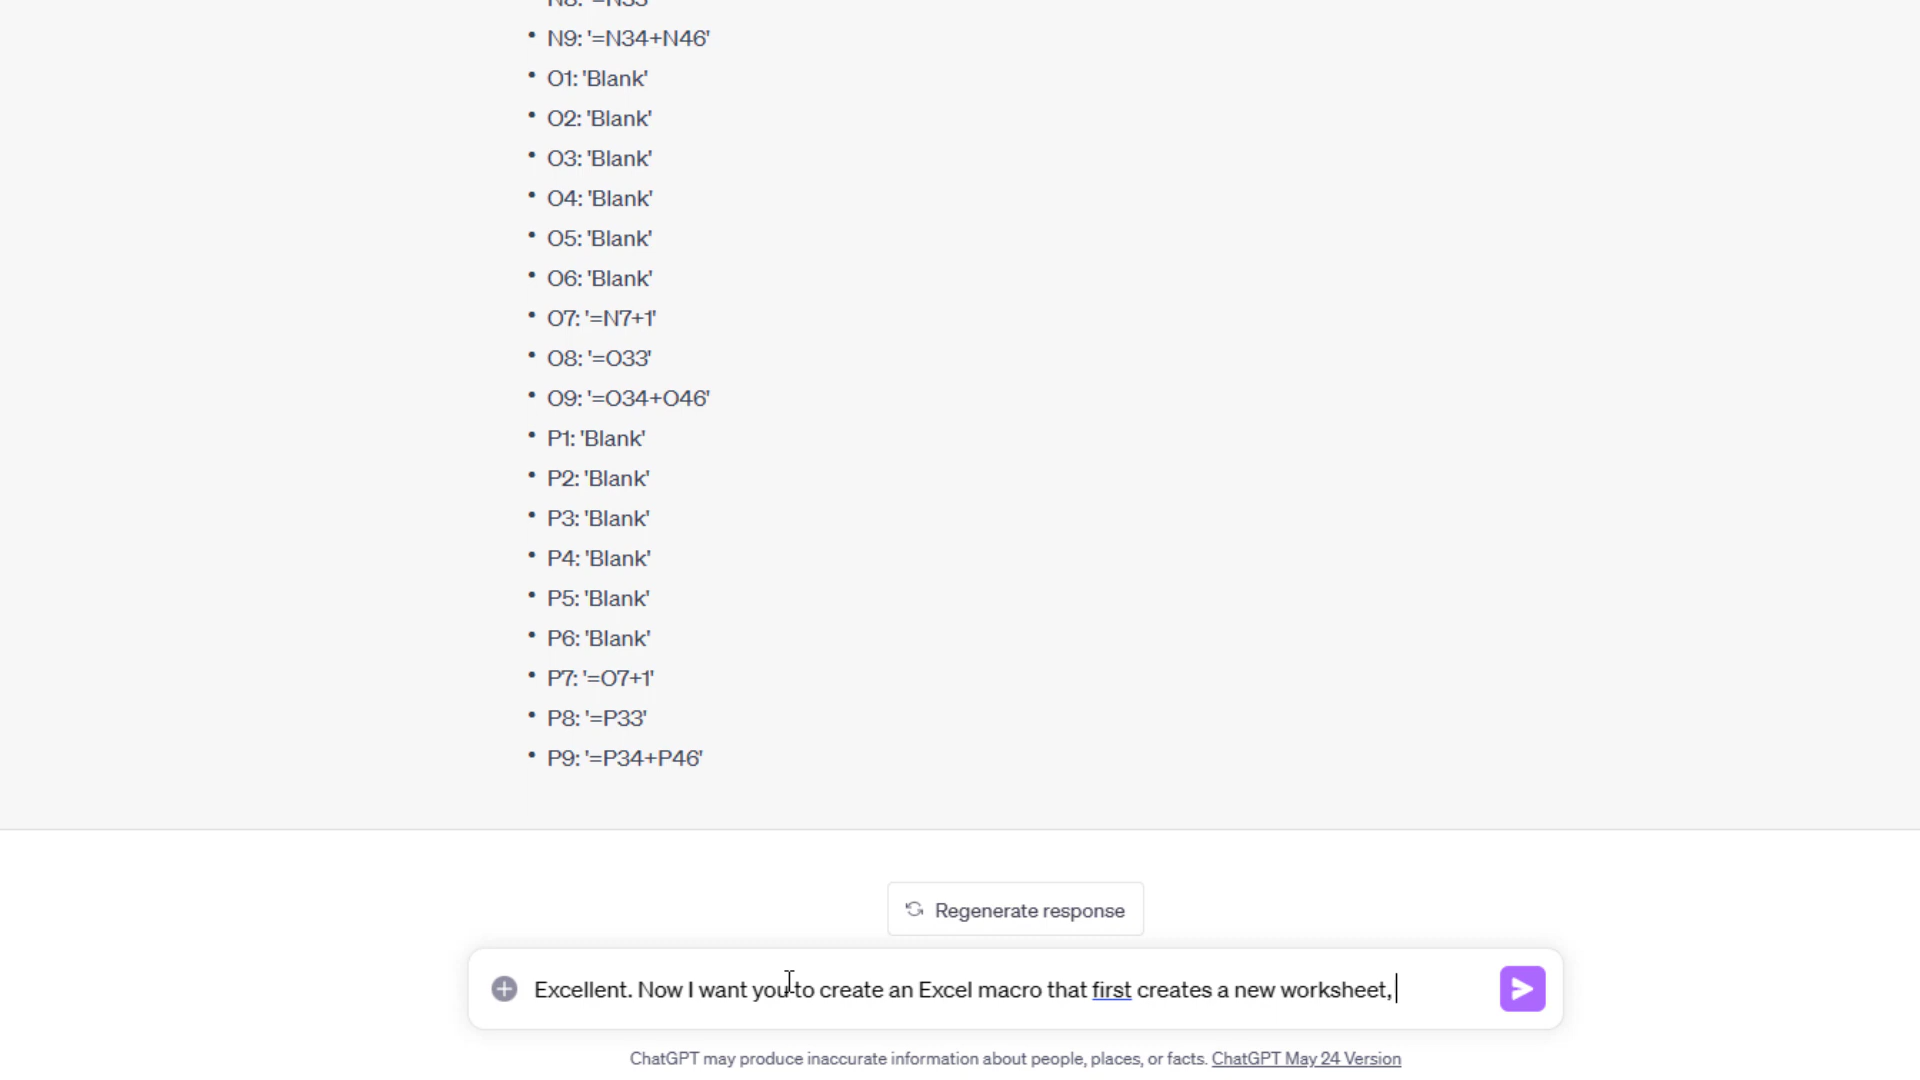 N8: '=N33'
• N9: '=N34+N46'
• O1: 'Blank'
• O2: 'Blank'
• O3: 'Blank'
• O4: 'Blank'
• O5: 'Blank'
• O6: 'Blank'
• O7: '=N7+1'
• O8: '=O33'
• O9: '=O34+O46'
• P1: 'Blank'
• P2: 'Blank'
• P3: 'Blank'
• P4: 'Blank'
• P5: 'Blank'
• P6: 'Blank'
• P7: '=O7+1'
• P8: '=P33'
• P9: '=P34+P46'
Regenerate response
Excellent. Now I want you to create an Excel macro that first creates a new worksheet,
ChatGPT may produce inaccurate information about people, places, or facts. ChatGPT May 24 Version